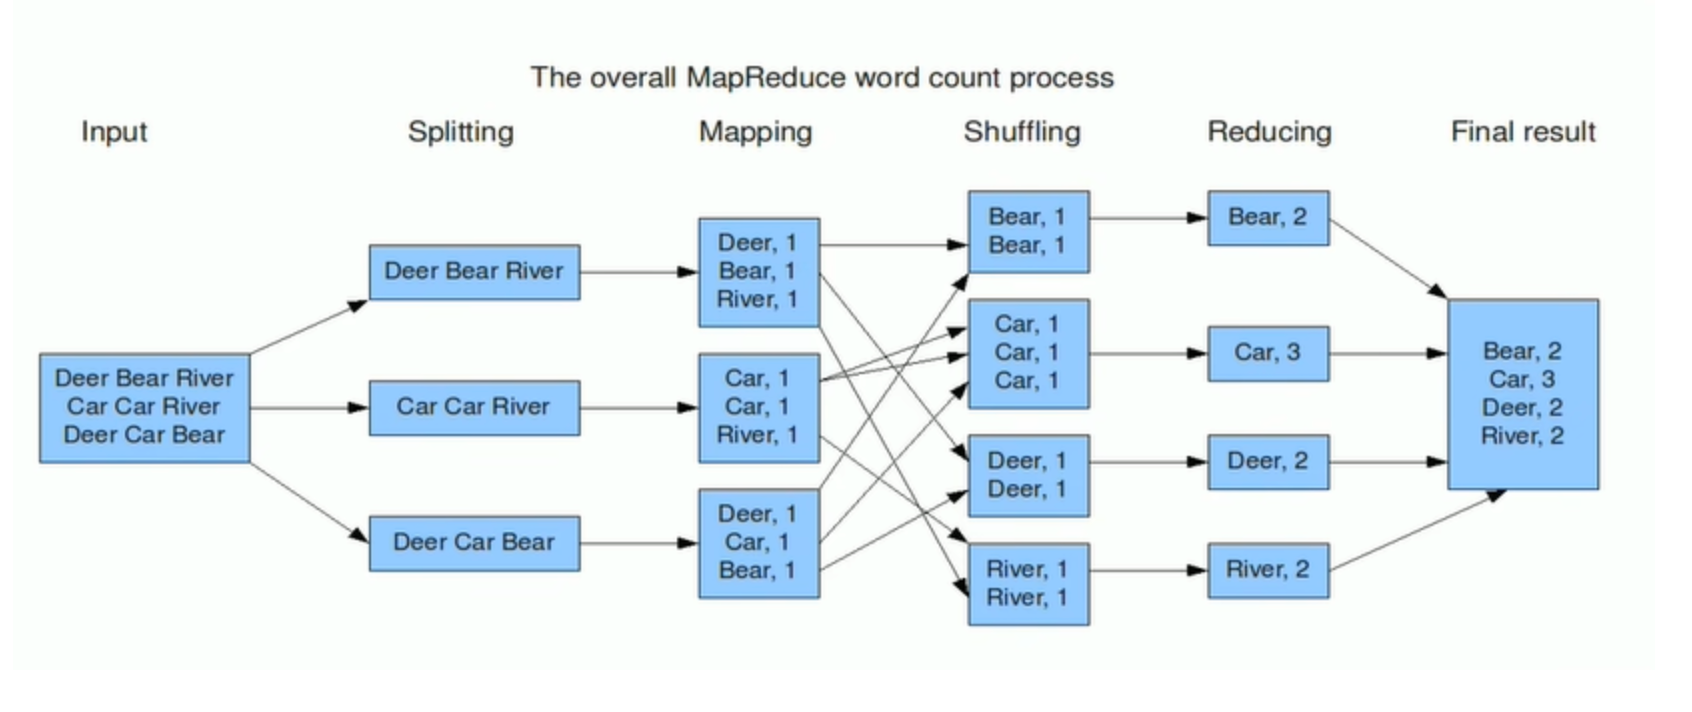 The overall MapReduce word count process
Input
Splitting
Mapping
Shuffling
Reducing
Final result
Deer Bear River
Car Car River
Deer Car Bear
Deer Bear River
Car Car River
Deer Car Bear
Deer, 1
Bear, 1
River, 1
Car, 1
Car, 1
River, 1
Deer, 1
Car, 1
Bear, 1
Bear, 1
Bear, 1
Car, 1
Car, 1
Car, 1
Deer, 1
Deer, 1
River, 1
River, 1
Bear, 2
Car, 3
Deer, 2
River, 2
Bear, 2
Car, 3
Deer, 2
River, 2